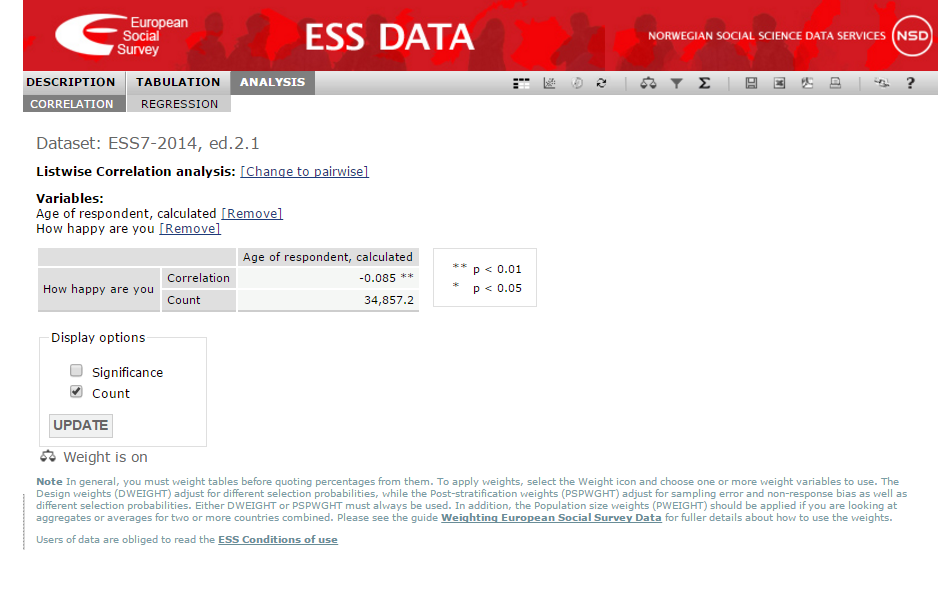 European
Social
Survey
ESS DATA
NORWEGIAN SOCIAL SCIENCE DATA SERVICES NSD
DESCRIPTION TABULATION ANALYSIS
CORRELATION REGRESSION
Dataset: ESS7-2014, ed.2.1
Listwise Correlation analysis: [Change to pairwise]
Variables:
Age of respondent, calculated [Remove]
How happy are you [Remove]
Age of respondent, calculated
How happy are you Correlation -0.085 **
Count 34,857.2
** p < 0.01
* p < 0.05
Display options
Significance
Count
UPDATE
Weight is on
Note In general, you must weight tables before quoting percentages from them. To apply weights, select the Weight icon and choose one or more weight variables to use. The
Design weights (DWEIGHT) adjust for different selection probabilities, while the Post-stratification weights (PSPWGHT) adjust for sampling error and non-response bias as well as
different selection probabilities. Either DWEIGHT or PSPWGHT must always be used. In addition, the Population size weights (PWEIGHT) should be applied if you are looking at
aggregates or averages for two or more countries combined. Please see the guide Weighting European Social Survey Data for fuller details about how to use the weights.
Users of data are obliged to read the ESS Conditions of use